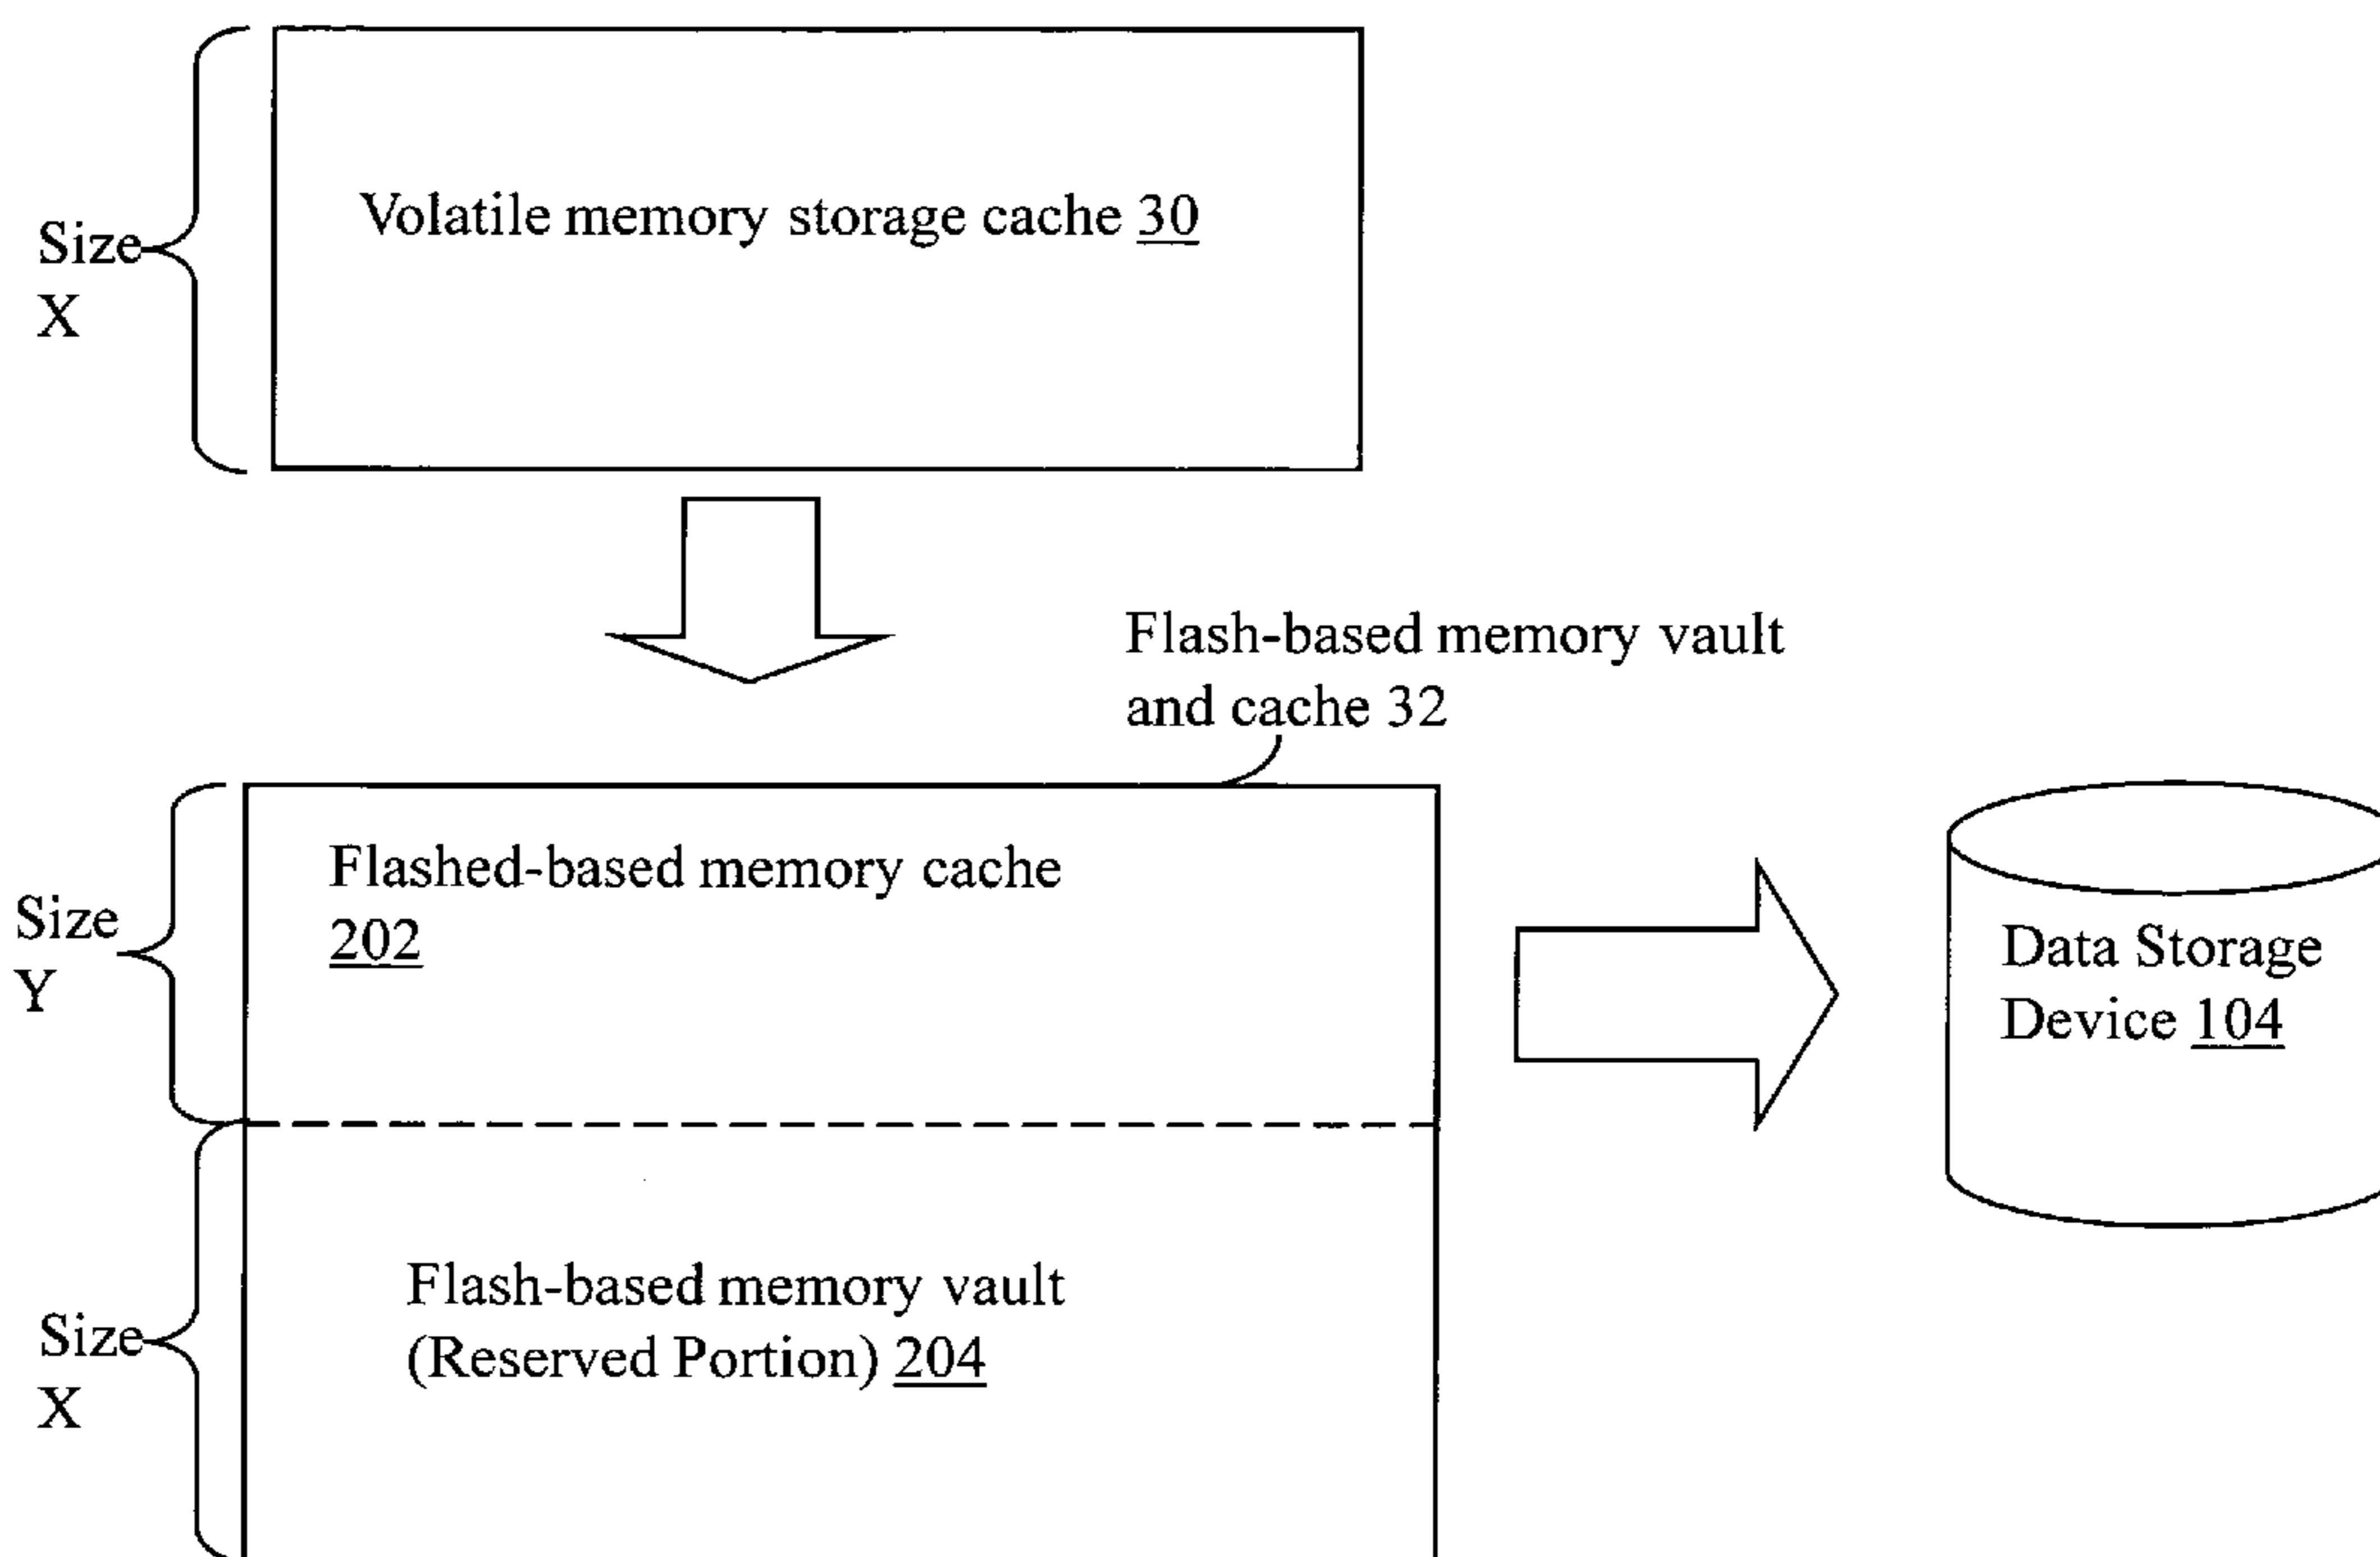 Volatile memory storage cache 30
Size
X
Flash-based memory vault
and cache 32
Flashed-based memory cache
202
Size
Y
Data Storage
Device 104
Flash-based memory vault
(Reserved Portion) 204
Size
X